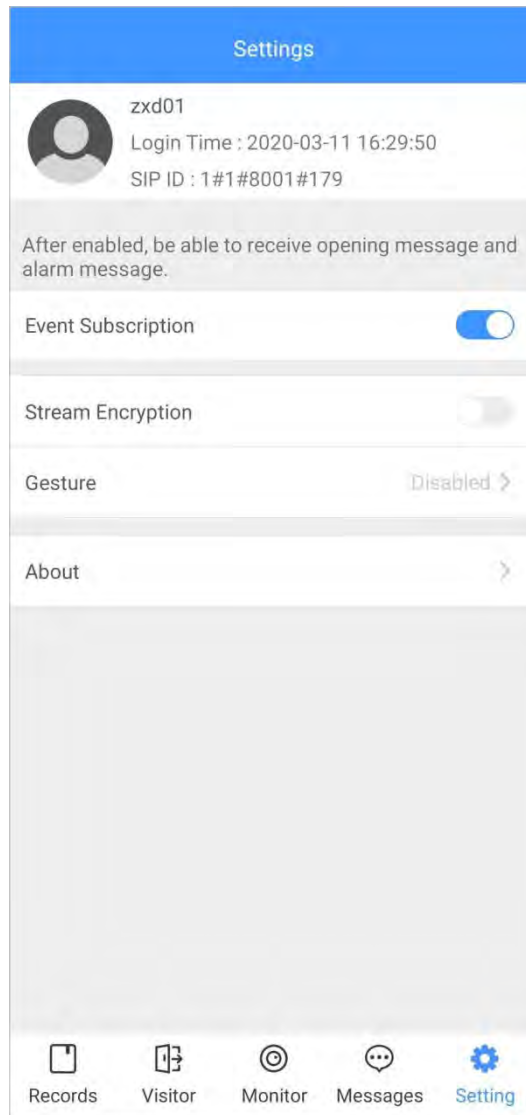 Settings
zxd01
Login Time : 2020-03-11 16:29:50
SIP ID : 1#1#8001#179
After enabled, be able to receive opening message and
alarm message.
Event Subscription
Stream Encryption
Gesture Disabled
About
Records Visitor Monitor Messages Setting